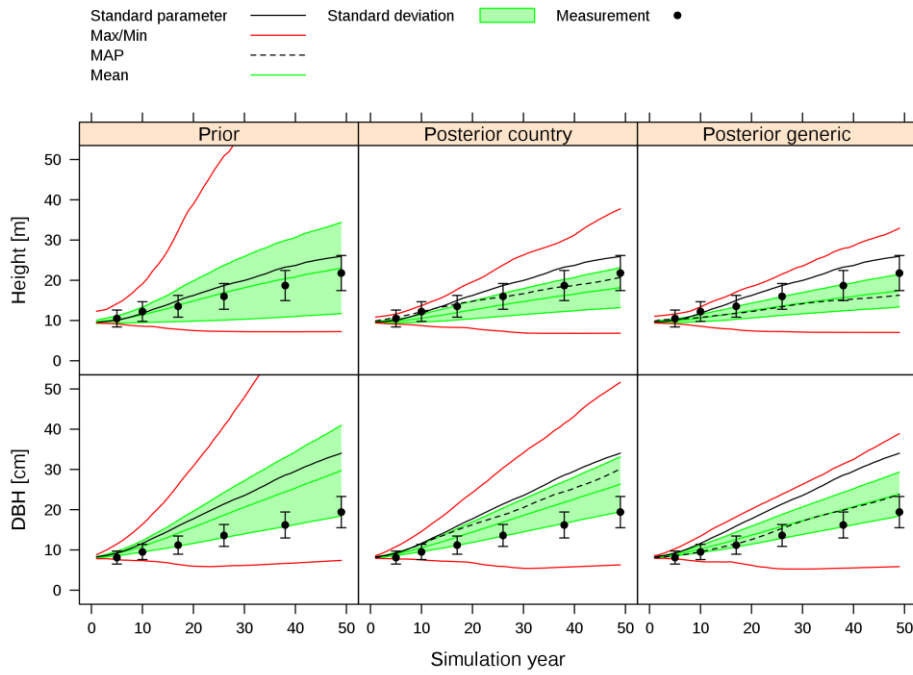 Standard parameter Standard deviation Measurement
Max/Min
MAP
Mean
Prior Posterior country Posterior generic
Height [m]
50
40
30
20
10
0
DBH [cm]
50
40
30
20
10
0
0 10 20 30 40 50 0 10 20 30 40 50 0 10 20 30 40 50
Simulation year